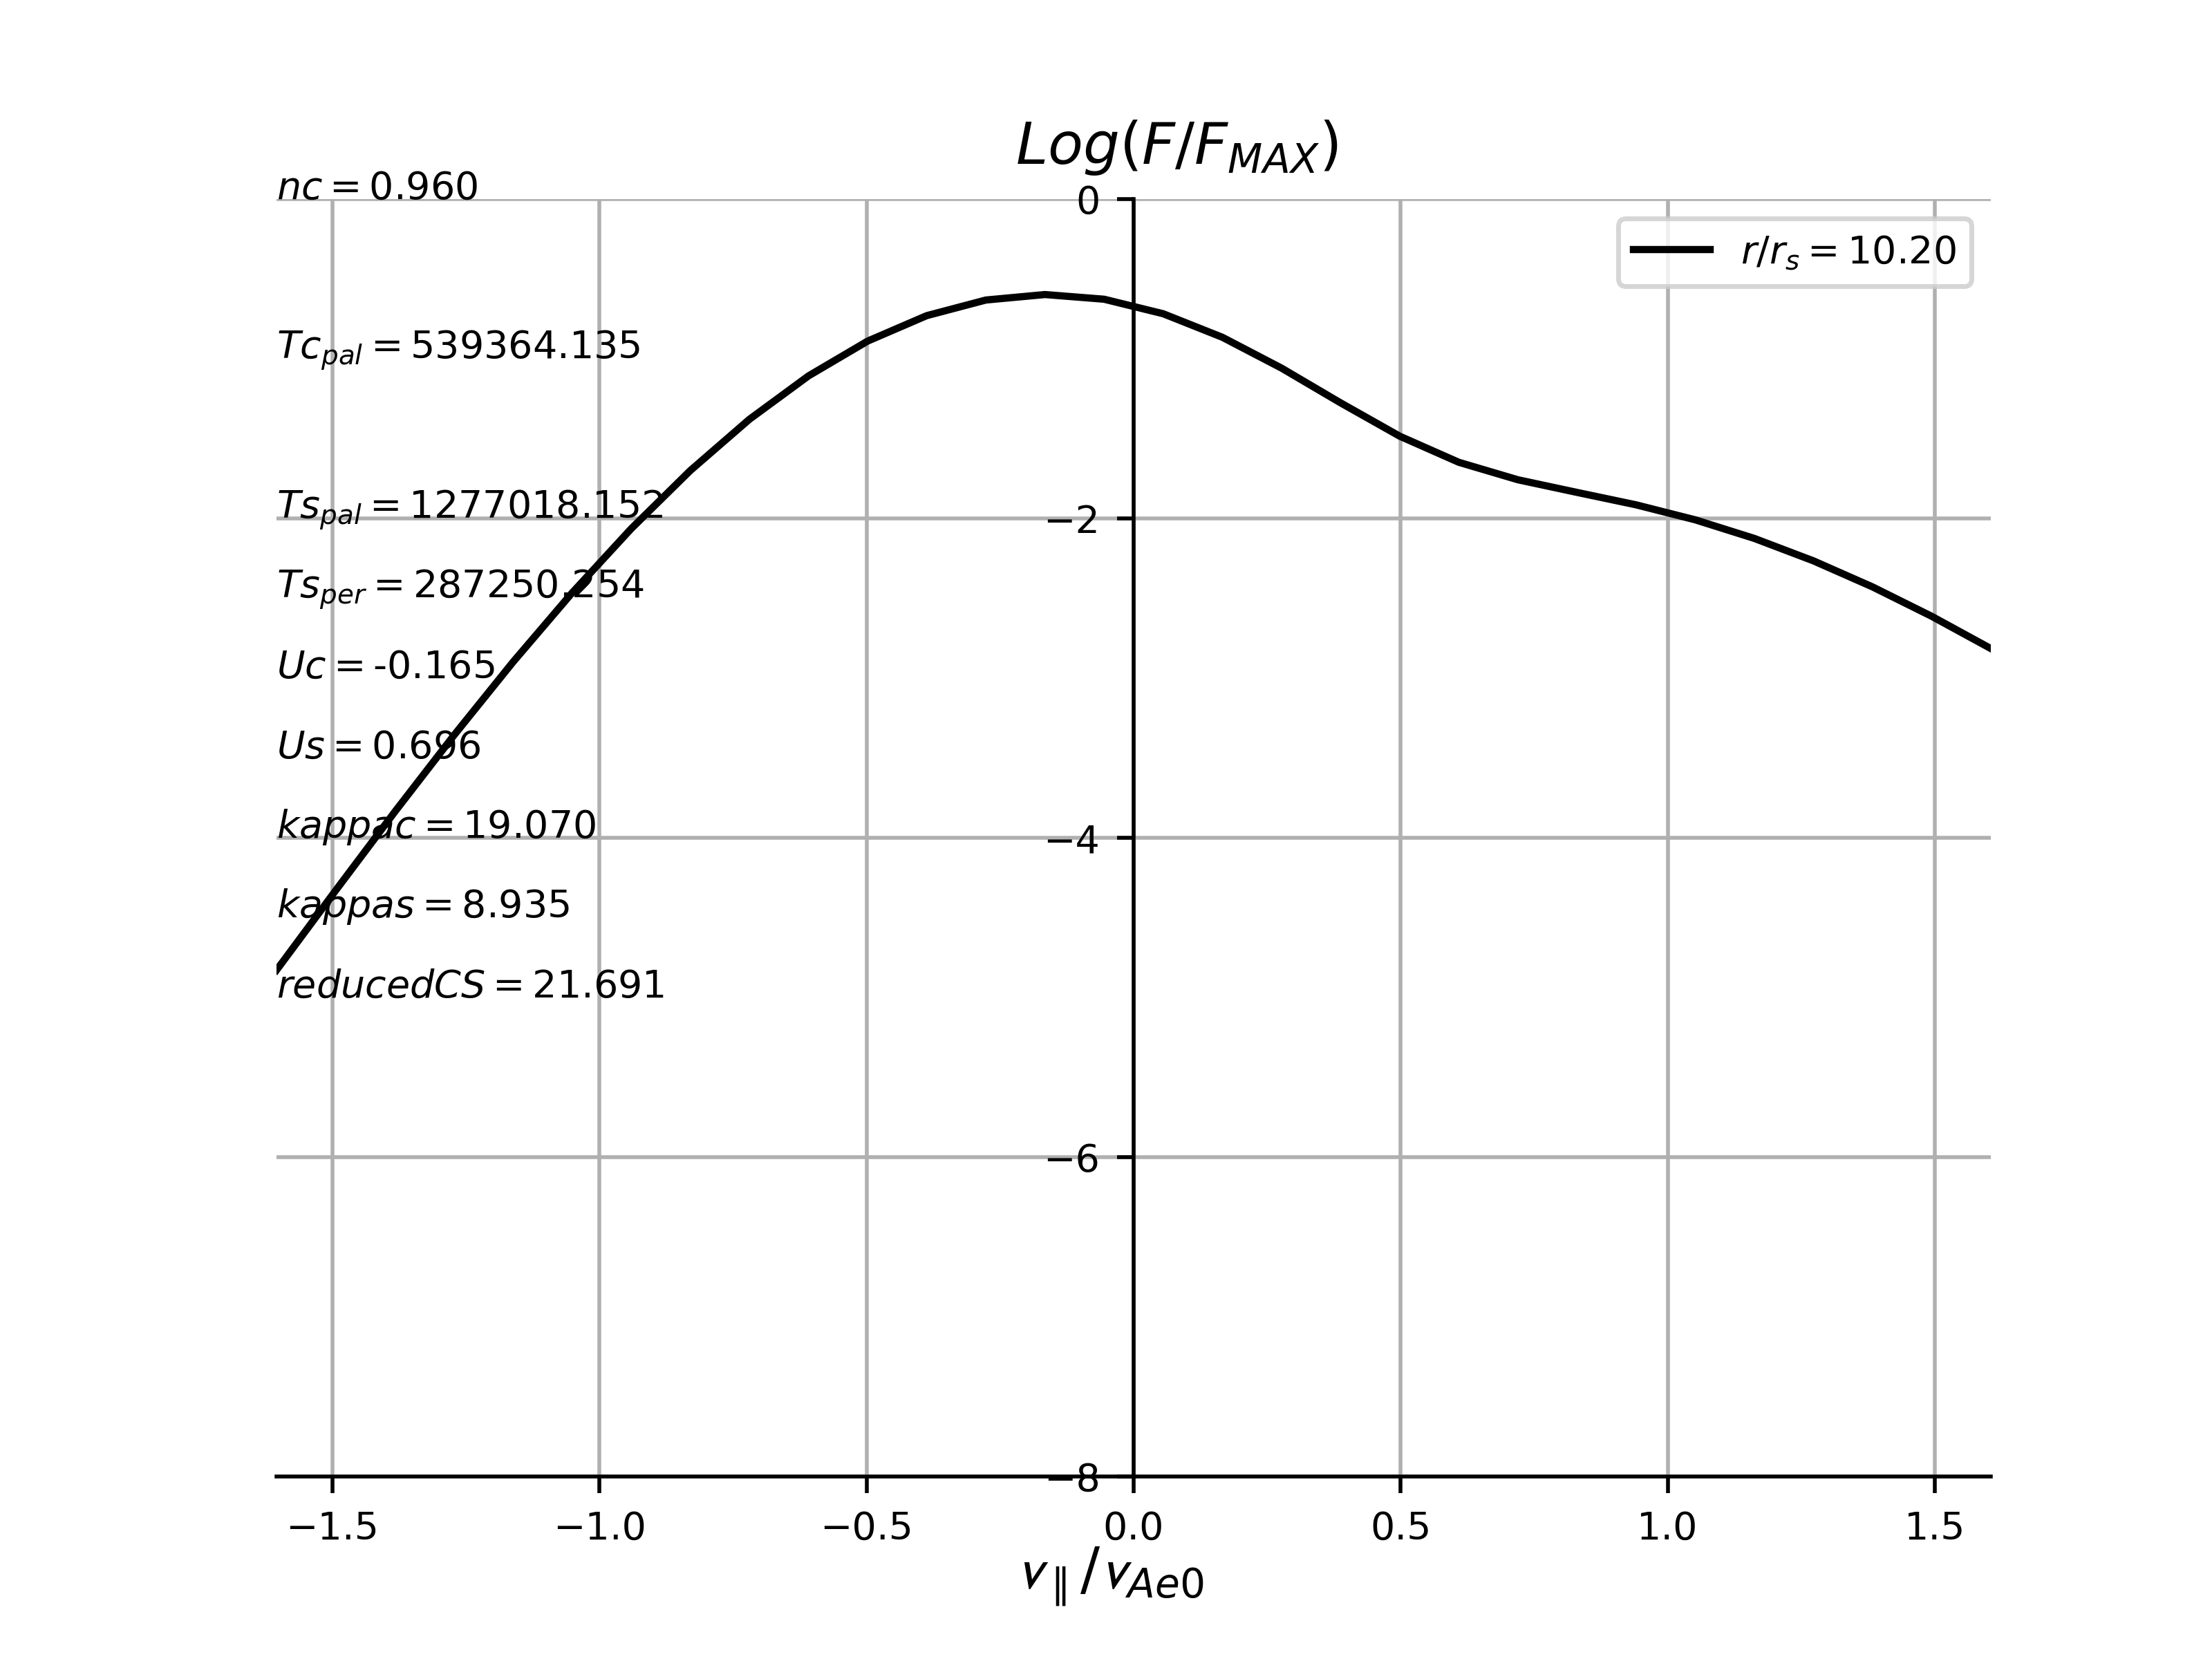 Log(F/F_MAX)
nc = 0.960
0
r/r_s = 10.20
Tc_pal = 539364.135
Ts_pal = 1277018.152
−2
Ts_per = 287250.254
Uc = -0.165
Us = 0.696
kappac = 19.070
−4
kappas = 8.935
reducedCS = 21.691
−6
−8
−1.5 −1.0 −0.5 0.0 0.5 1.0 1.5
v_∥/v_Ae0